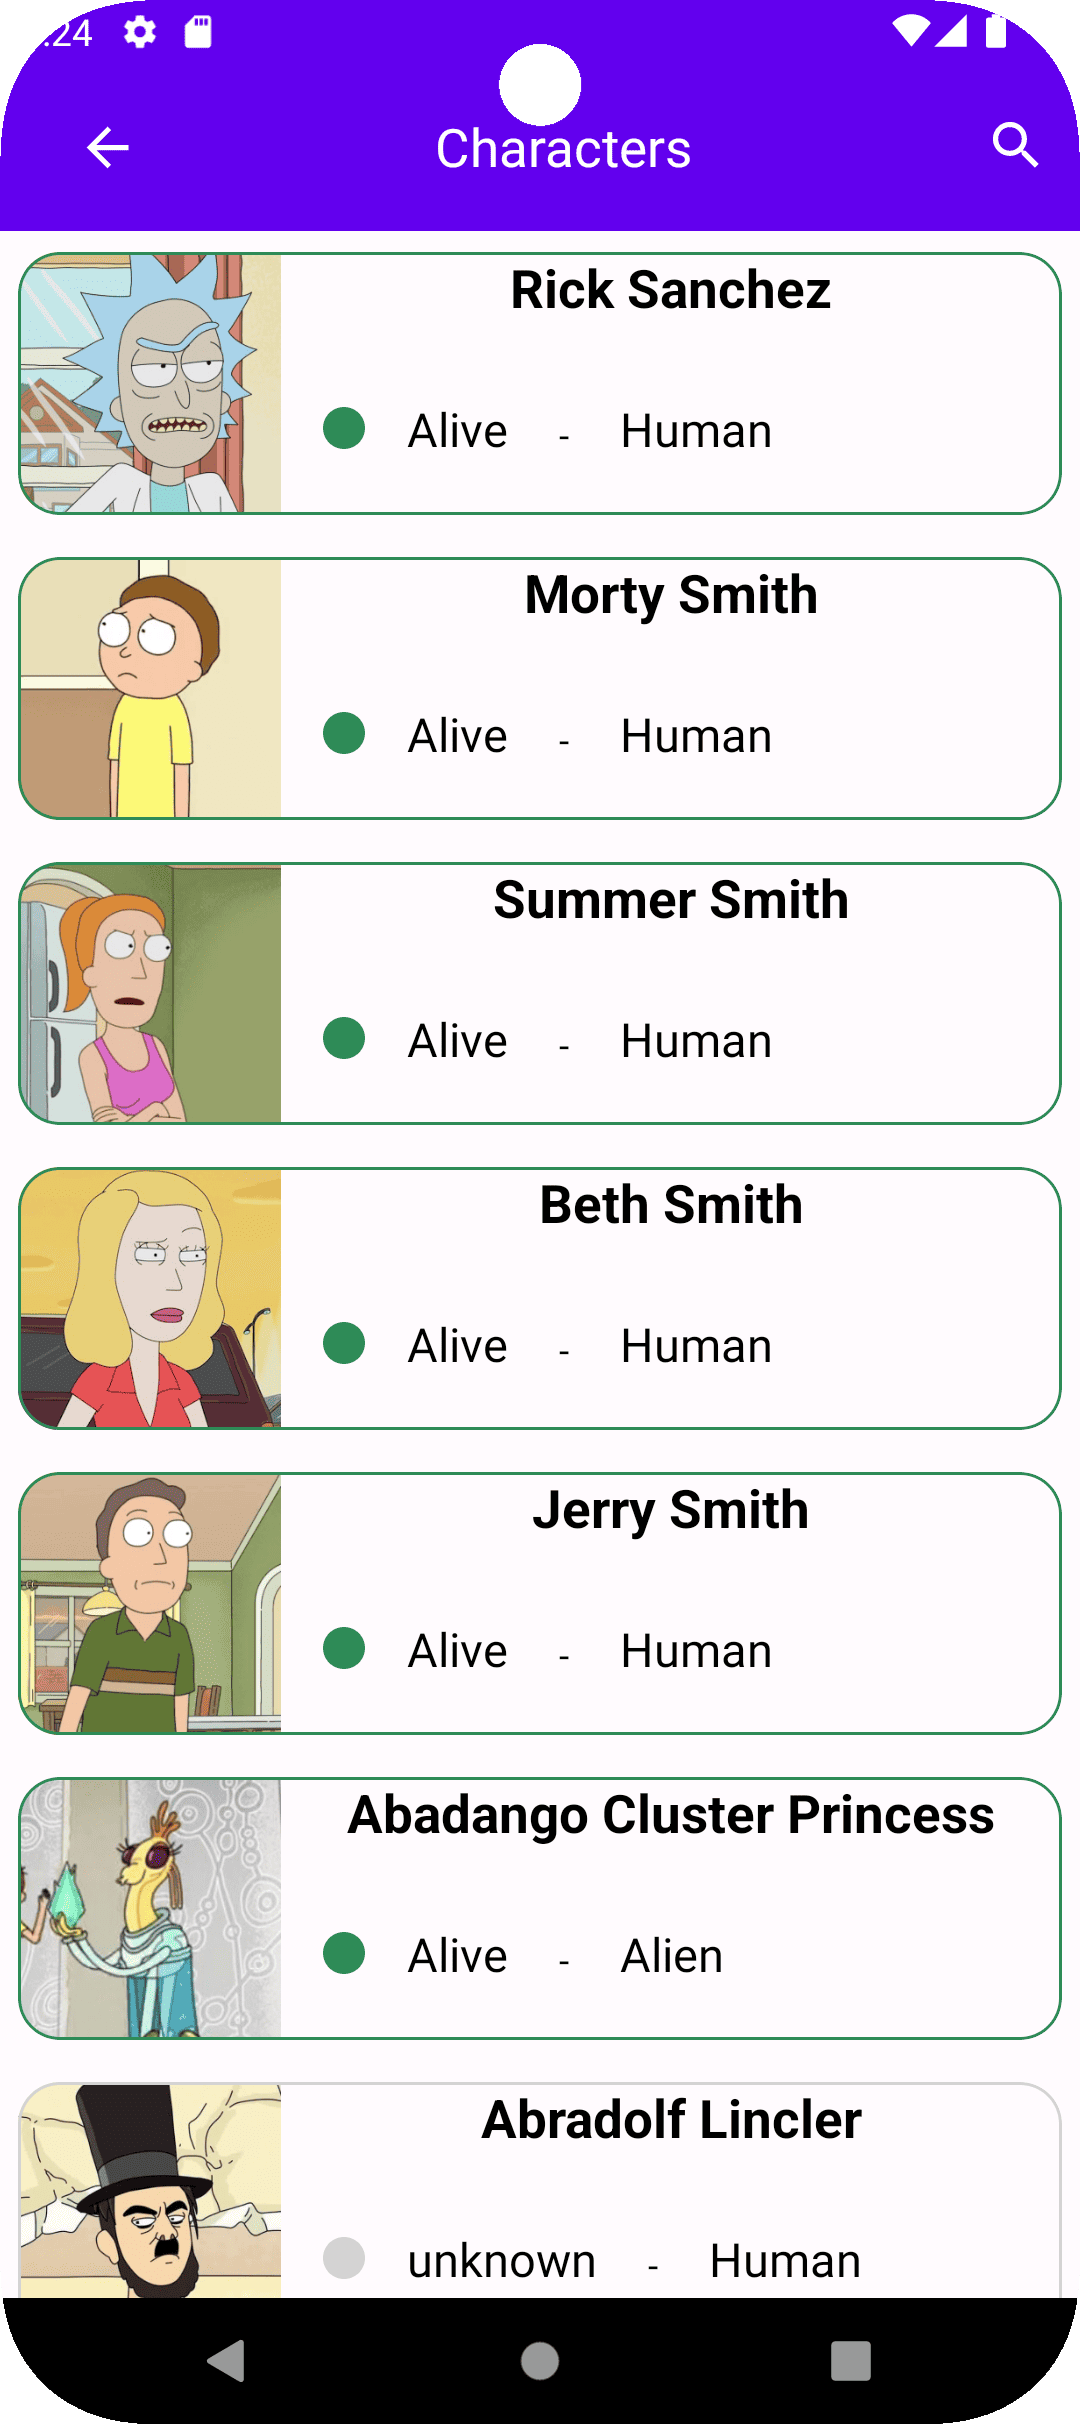 :24
Characters
Rick Sanchez
Alive - Human
Morty Smith
Alive - Human
Summer Smith
Alive - Human
Beth Smith
Alive - Human
Jerry Smith
Alive - Human
Abadango Cluster Princess
Alive - Alien
Abradolf Lincler
unknown - Human